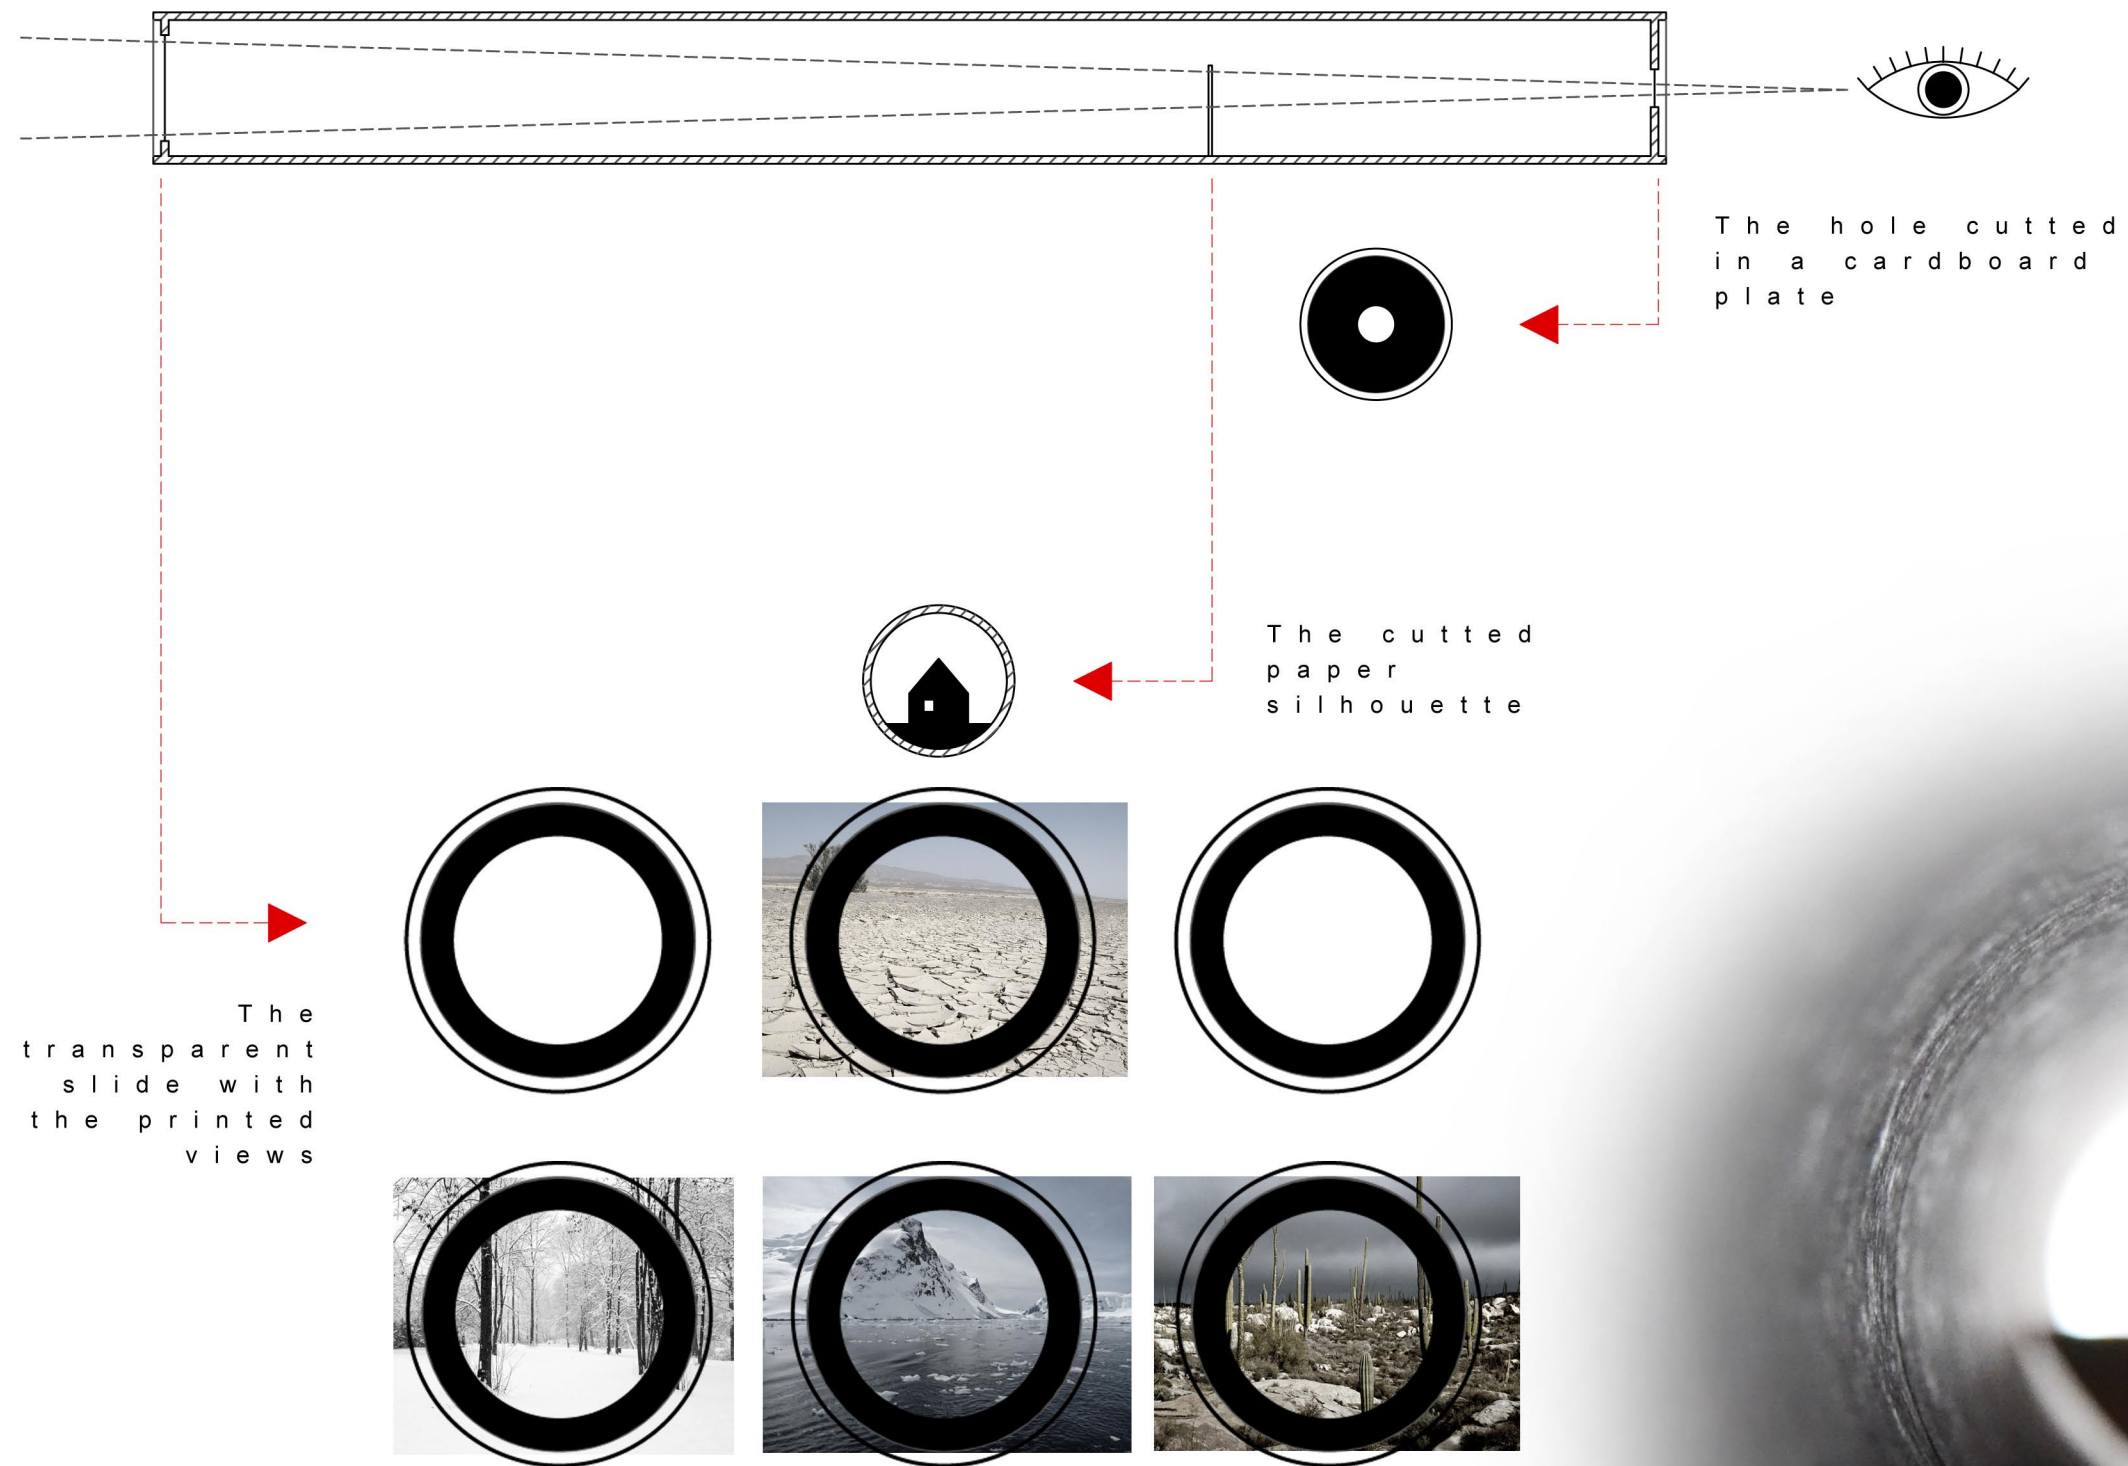 The hole cutted
in a cardboard
plate
The cutted
paper
silhouette
The
transparent
slide with
the printed
views